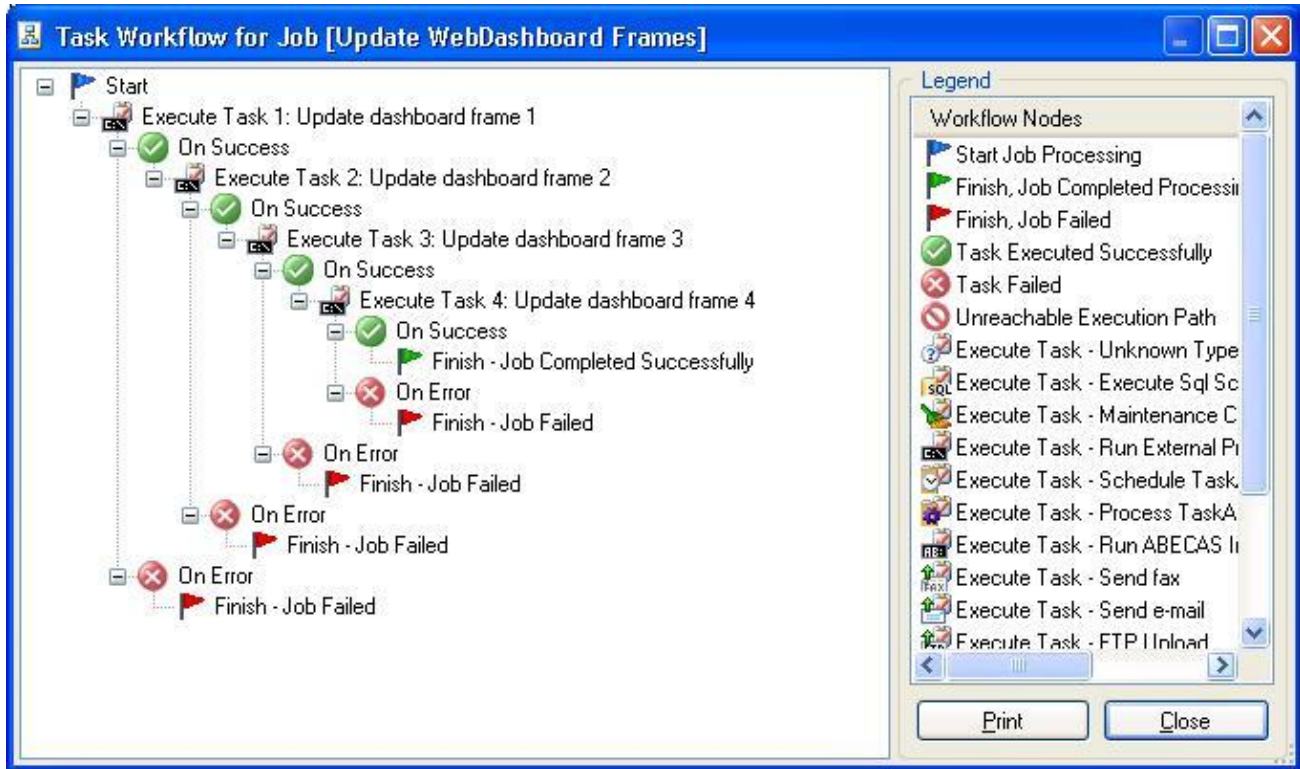 Task Workflow for Job [Update WebDashboard Frames]
Start
Execute Task 1: Update dashboard frame 1
On Success
Execute Task 2: Update dashboard frame 2
On Success
Execute Task 3: Update dashboard frame 3
On Success
Execute Task 4: Update dashboard frame 4
On Success
Finish - Job Completed Successfully
On Error
Finish - Job Failed
On Error
Finish - Job Failed
On Error
Finish - Job Failed
On Error
Finish - Job Failed
Legend
Workflow Nodes
Start Job Processing
Finish, Job Completed Processi
Finish, Job Failed
Task Executed Successfully
Task Failed
Unreachable Execution Path
Execute Task - Unknown Type
Execute Task - Execute Sql Sc
Execute Task - Maintenance C
Execute Task - Run External Pr
Execute Task - Schedule Task
Execute Task - Process TaskA
Execute Task - Run ABECAS I
Execute Task - Send fax
Execute Task - Send e-mail
Execute Task - FTP Upload
Print
Close